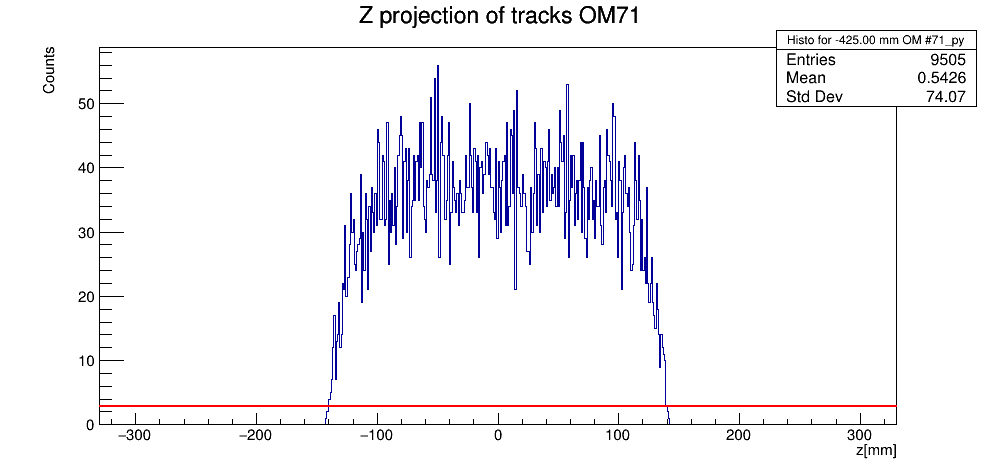 Z projection of tracks OM71
Histo for -425.00 mm OM #71_py
Entries 9505
Mean 0.5426
Std Dev 74.07
Counts
50
40
30
20
10
0
−300 −200 −100 0 100 200 300
z[mm]